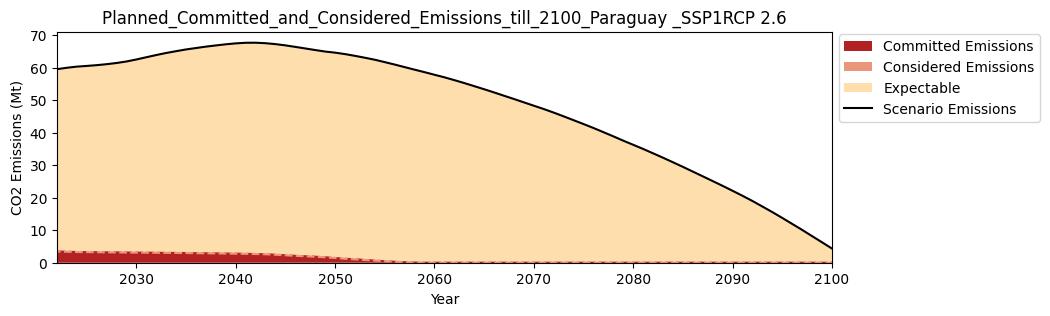 Planned_Committed_and_Considered_Emissions_till_2100_Paraguay _SSP1RCP 2.6
70
60
50
40
30
20
10
0
CO2 Emissions (Mt)
2030
2040
2050
2060
2070
2080
2090
2100
Year
Committed Emissions
Considered Emissions
Expectable
Scenario Emissions